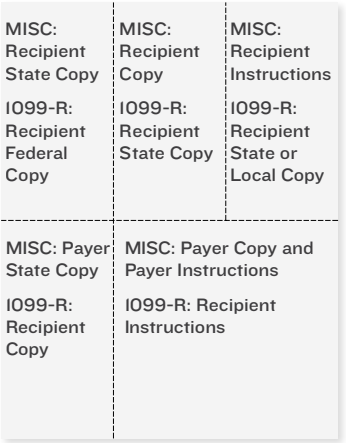 MISC:
Recipient
State Copy
1099-R:
Recipient
Federal
Copy
MISC:
Recipient
Copy
1099-R:
Recipient
State Copy
MISC:
Recipient
Instructions
1099-R:
Recipient
State or
Local Copy
MISC: Payer
State Copy
1099-R:
Recipient
Copy
MISC: Payer Copy and
Payer Instructions
1099-R: Recipient
Instructions